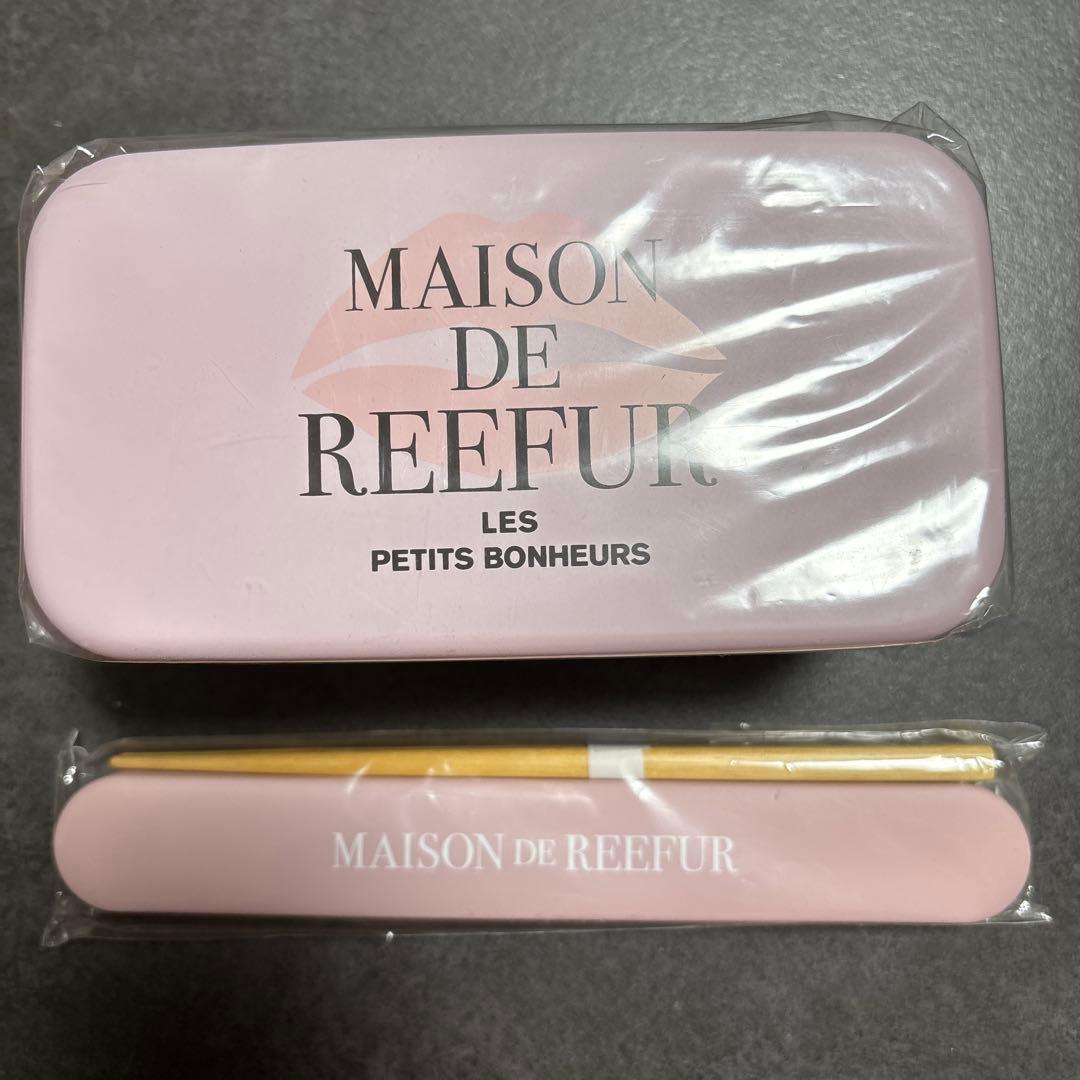 MAISON
DE
REEFUR
LES
PETITS BONHEURS
MAISON DE REEFUR